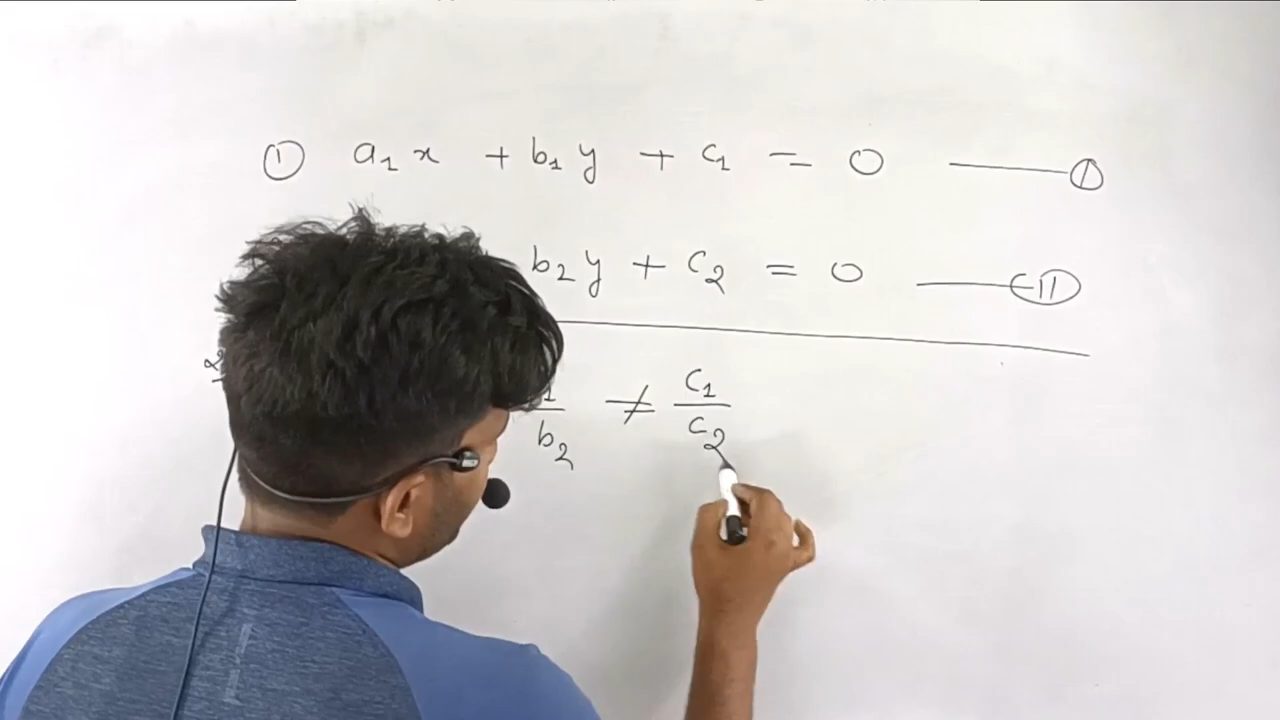 ① a₁x + b₁y + c₁ = 0 —— Ⓘ
b₂y + c₂ = 0 —— Ⓘⓘ
1/b₂ ≠ c₁/c₂